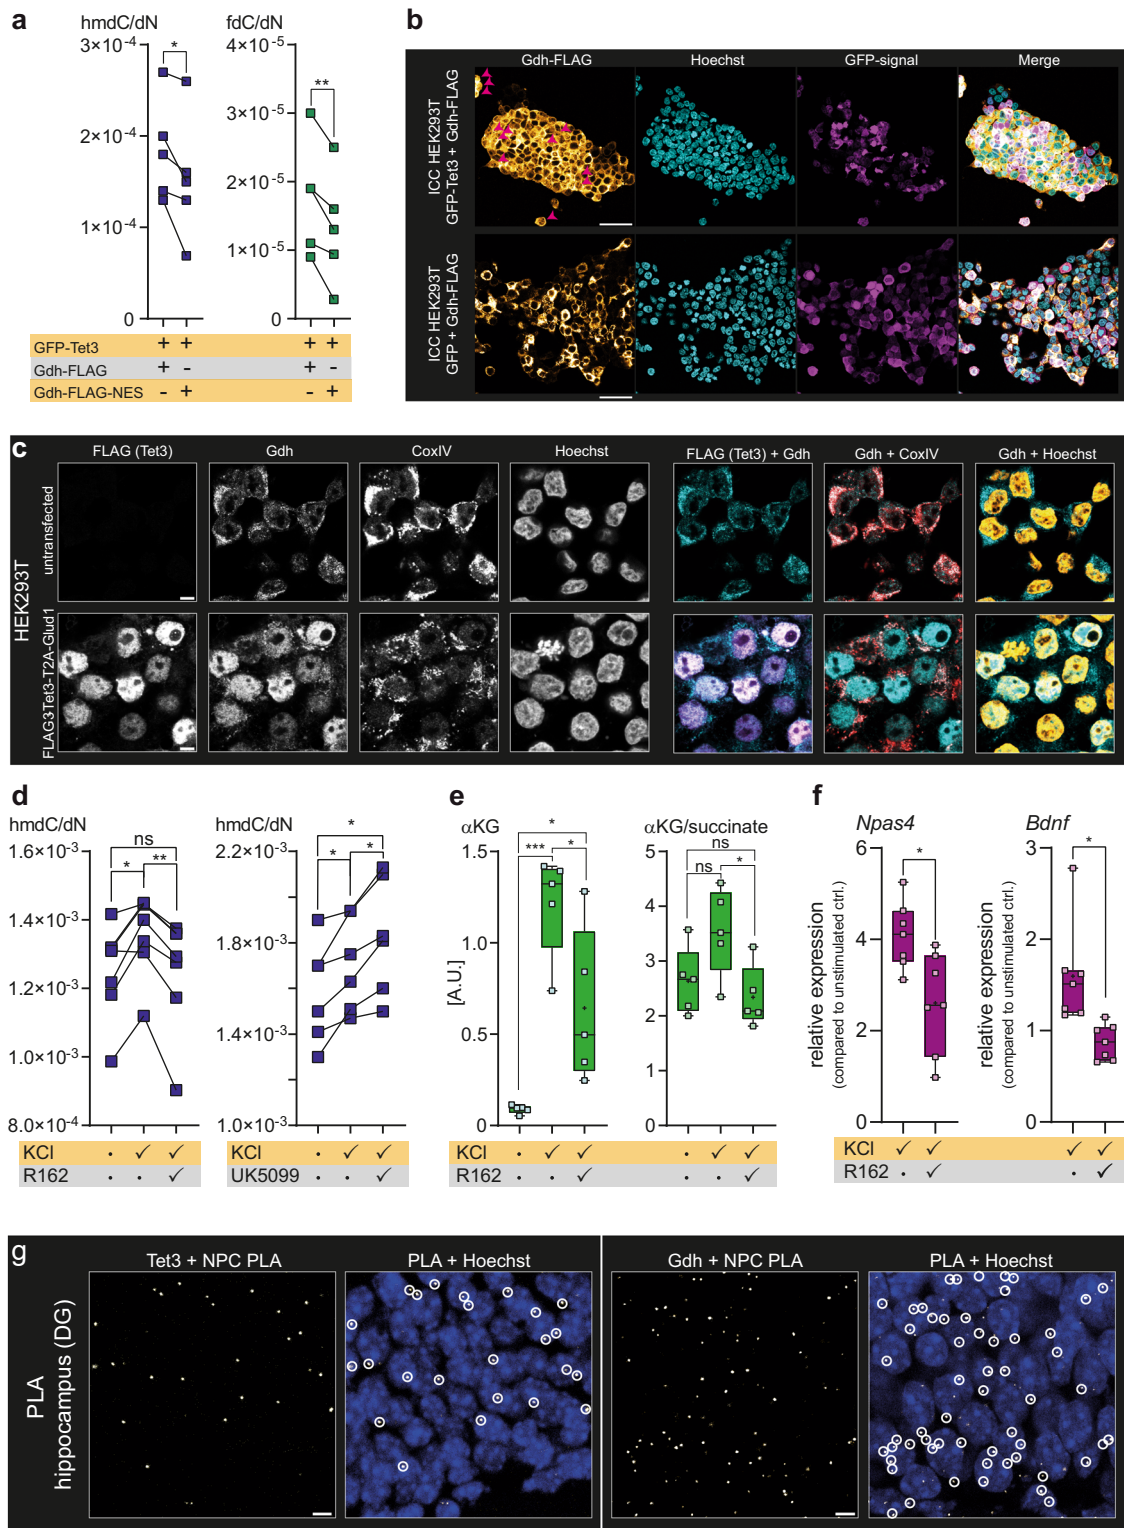 a
hmdC/dN
fdC/dN
3×10⁻⁴
2×10⁻⁴
1×10⁻⁴
0
*
4×10⁻⁵
3×10⁻⁵
2×10⁻⁵
1×10⁻⁵
0
**
GFP-Tet3 + + + +
Gdh-FLAG + - + -
Gdh-FLAG-NES - + - +
b
Gdh-FLAG Hoechst GFP-signal Merge
ICC HEK293T
GFP-Tet3 + Gdh-FLAG
ICC HEK293T
GFP + Gdh-FLAG
c
FLAG (Tet3) Gdh CoxIV Hoechst FLAG (Tet3) + Gdh Gdh + CoxIV Gdh + Hoechst
HEK293T
untransfected
FLAG3Tet3-T2A-Glud1
d
hmdC/dN
1.6×10⁻³
1.4×10⁻³
1.2×10⁻³
1.0×10⁻³
8.0×10⁻⁴
ns
* **
KCl · ✓ ✓
R162 · · ✓
hmdC/dN
2.2×10⁻³
1.8×10⁻³
1.4×10⁻³
1.0×10⁻³
*
* *
KCl · ✓ ✓
UK5099 · · ✓
e
αKG
[A.U.]
1.5
1.0
0.5
0
*
*** *
αKG/succinate
5
4
3
2
1
0
ns
ns *
KCl · ✓ ✓ · ✓ ✓
R162 · · ✓ · · ✓
f
Npas4
relative expression
(compared to unstimulated ctrl.)
6
4
2
0
*
Bdnf
relative expression
(compared to unstimulated ctrl.)
3
2
1
0
*
KCl ✓ ✓ ✓ ✓
R162 · ✓ · ✓
g
Tet3 + NPC PLA PLA + Hoechst Gdh + NPC PLA PLA + Hoechst
PLA
hippocampus (DG)